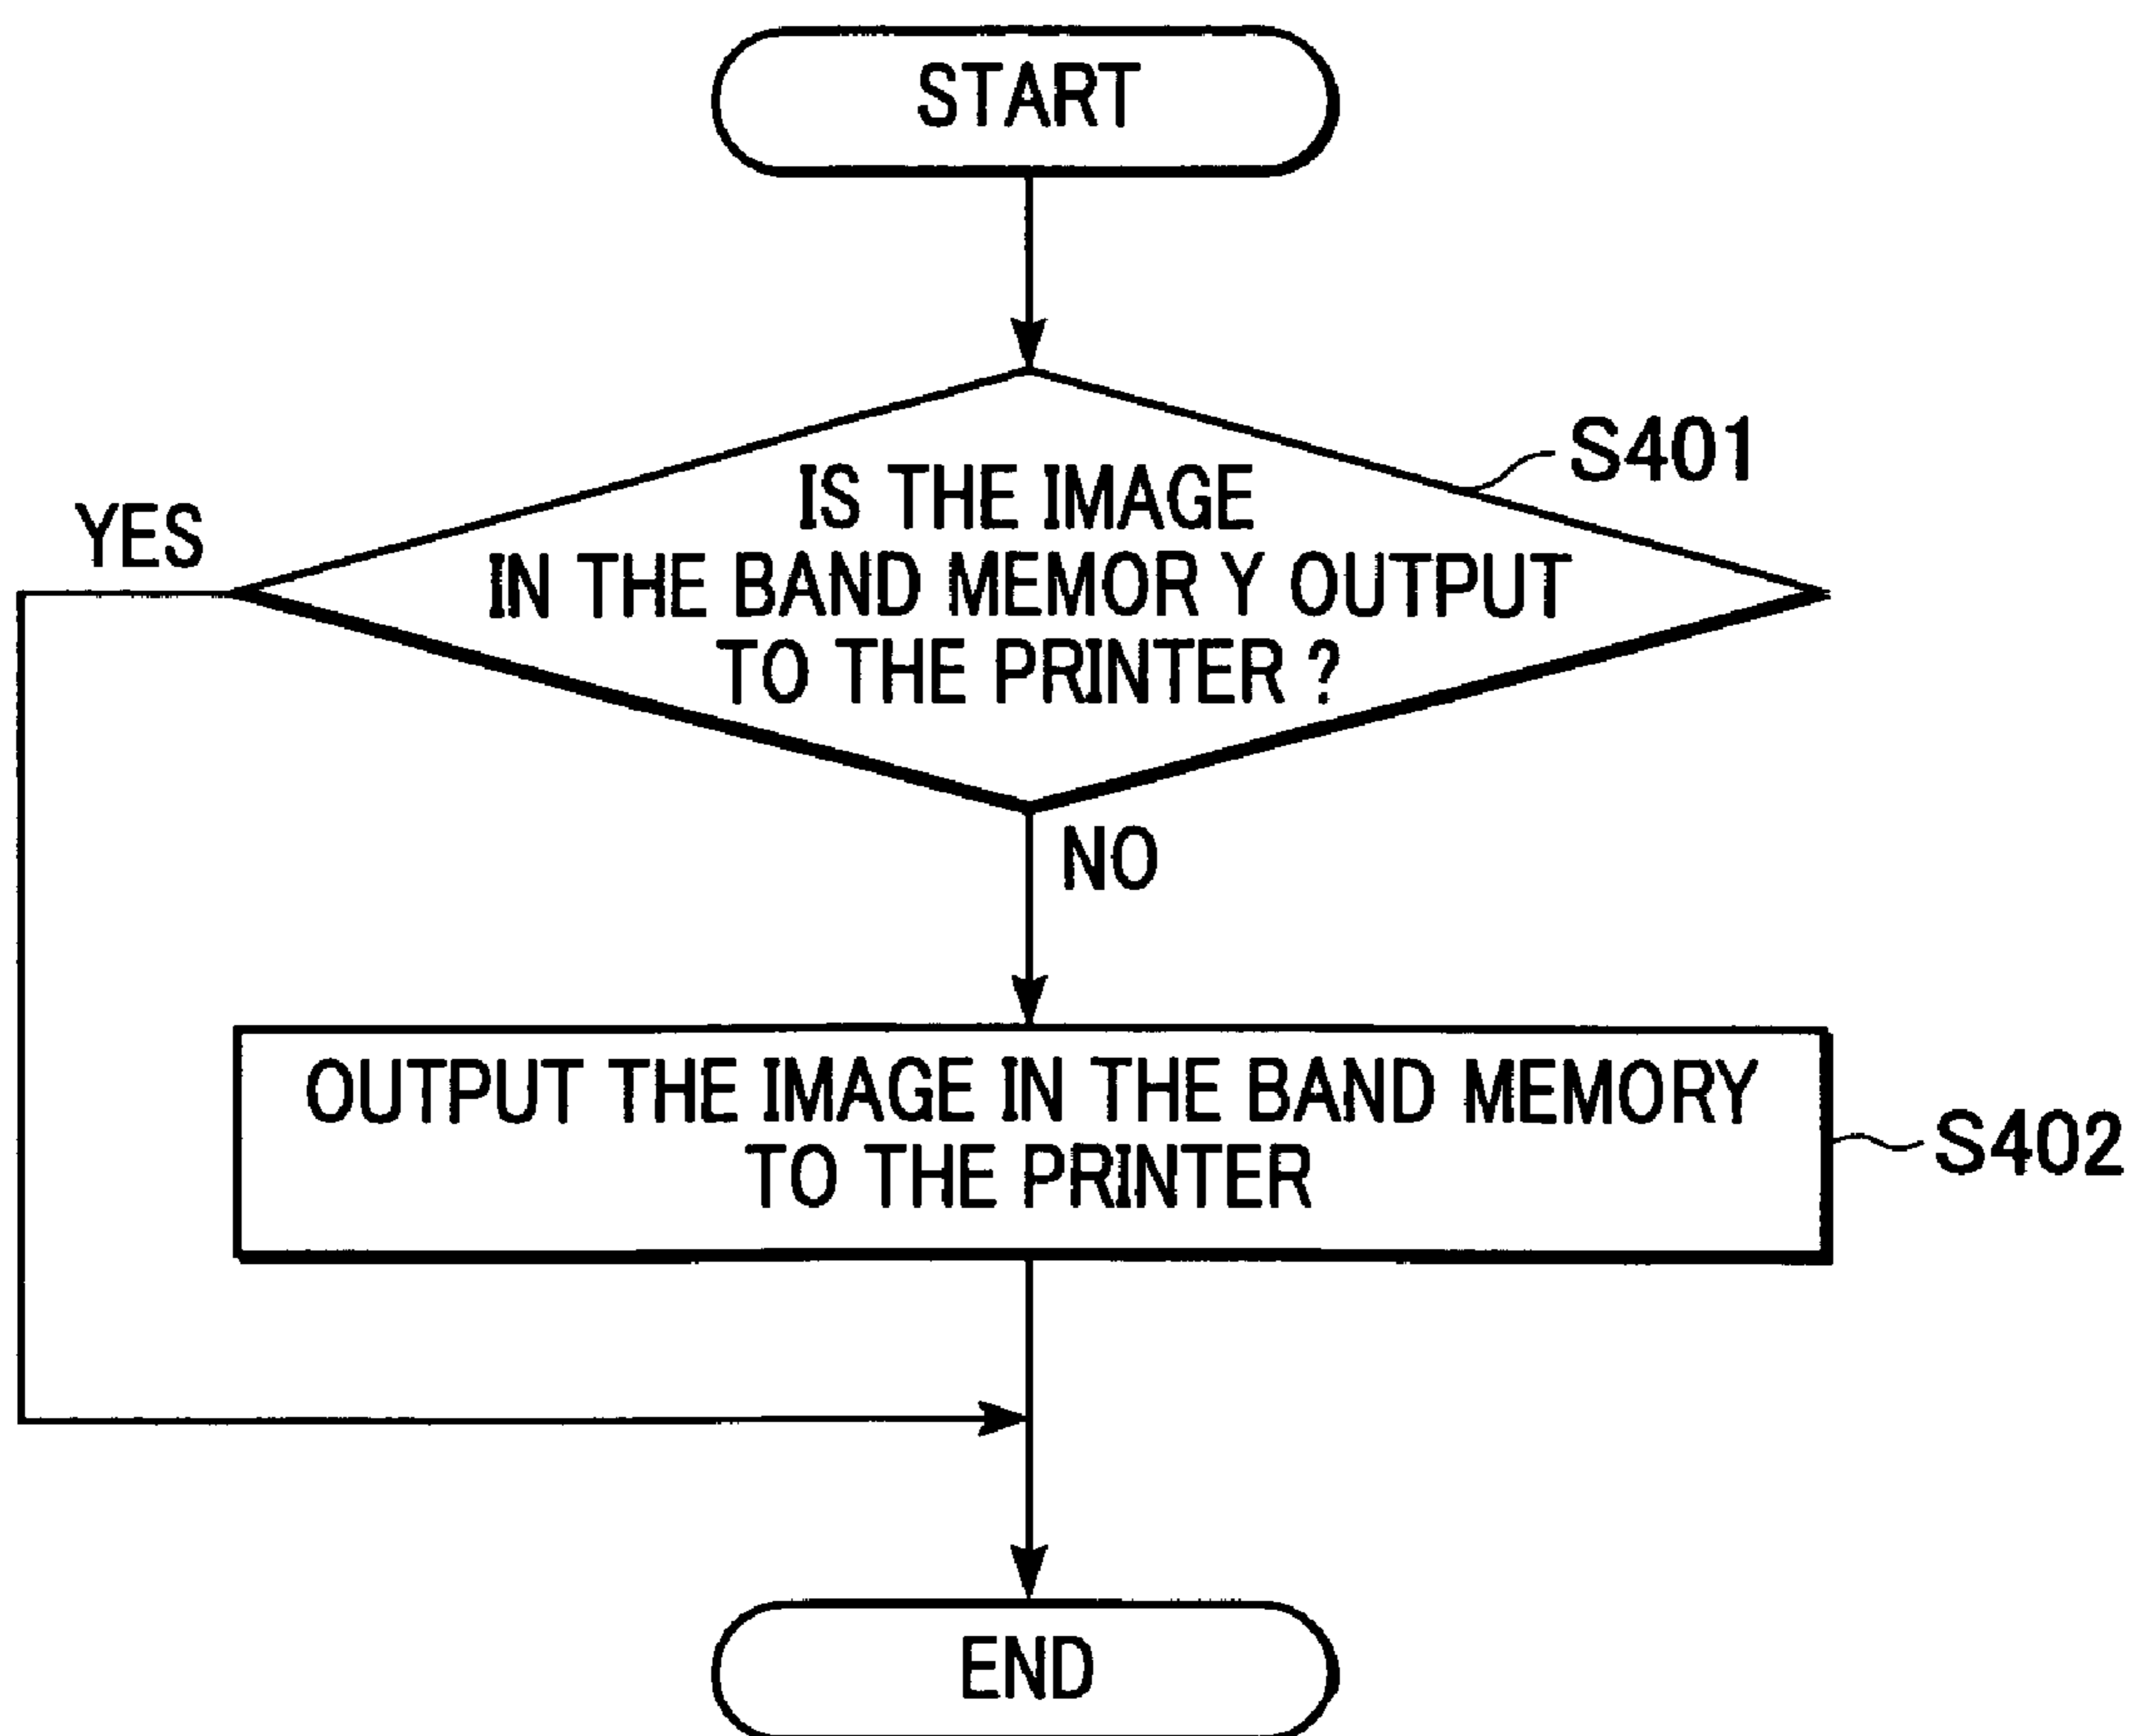 START
S401
IS THE IMAGE
IN THE BAND MEMOR Y OUTPUT
TO THE PRINTER ?
YES
NO
OUTPUT THE IMAGE IN THE BAND MEMORY
TO THE PRINTER
S402
END